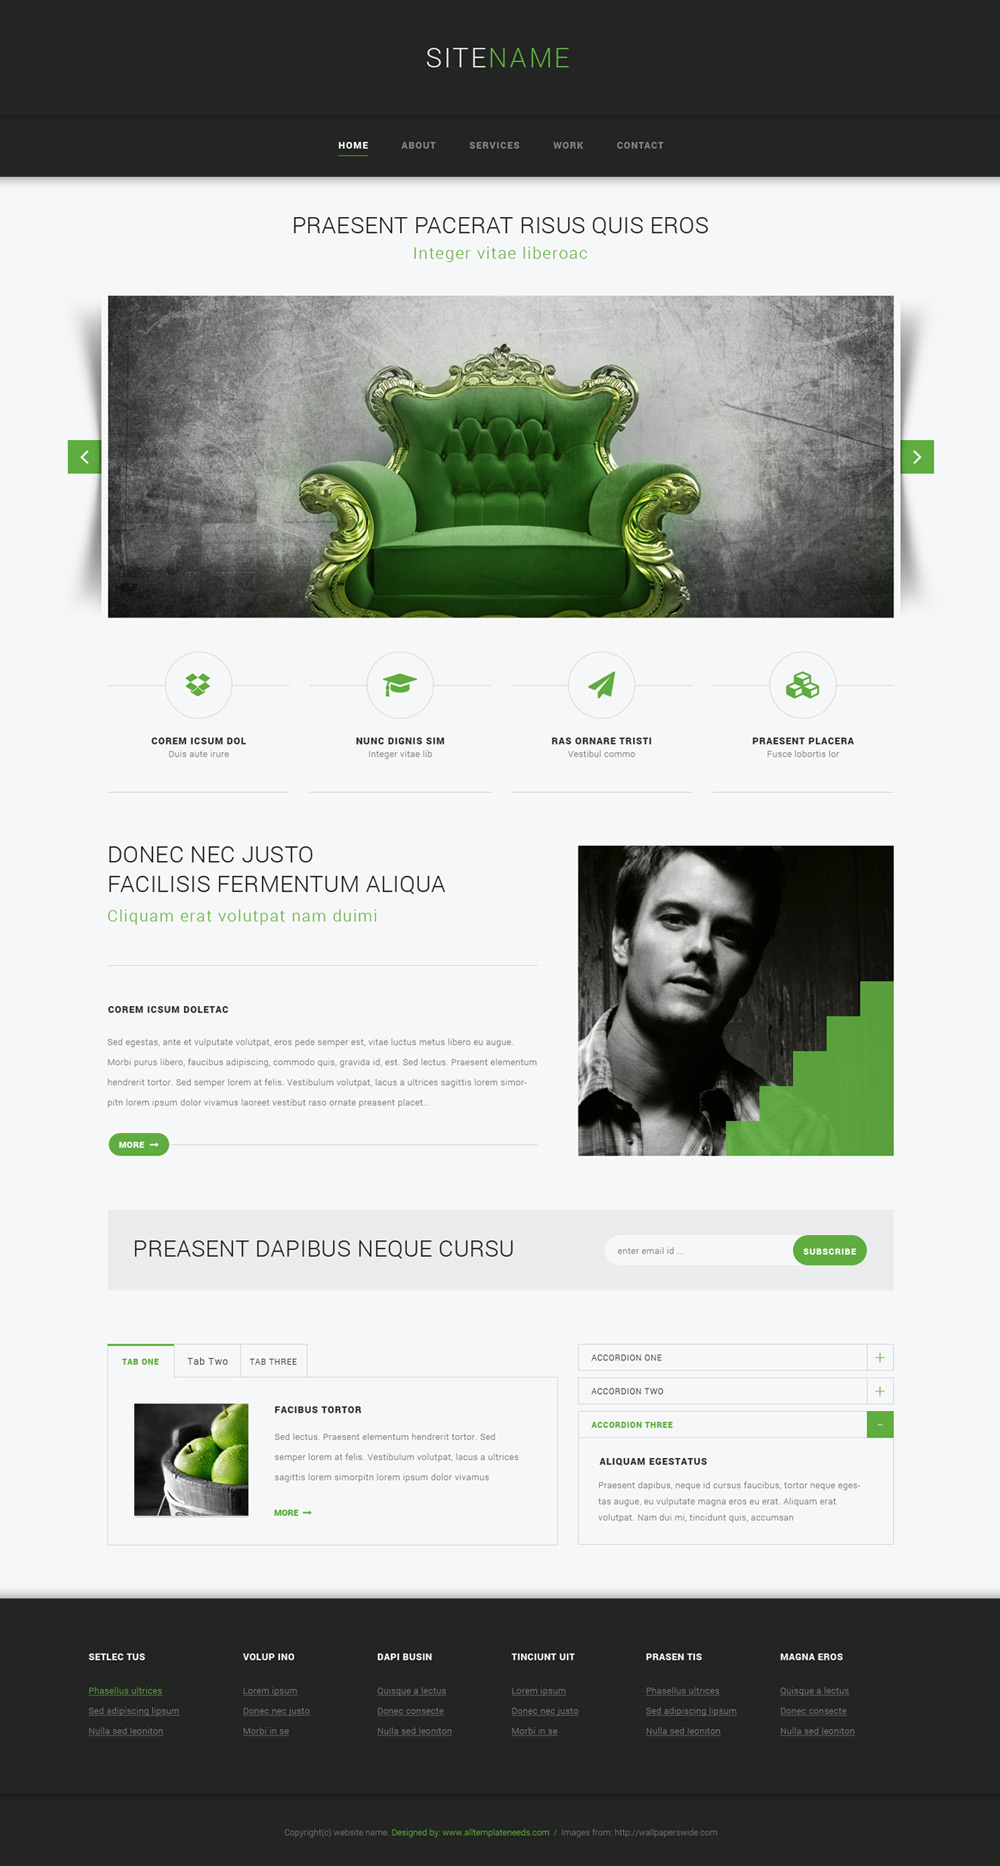 SITENAME
HOME ABOUT SERVICES WORK CONTACT
PRAESENT PACERAT RISUS QUIS EROS
Integer vitae liberoac
COREM ICSUM DOL
Duis aute irure
NUNC DIGNIS SIM
Integer vitae lib
RAS ORNARE TRISTI
Vestibul commo
PRAESENT PLACERA
Fusce lobortis lor
DONEC NEC JUSTO
FACILISIS FERMENTUM ALIQUA
Cliquam erat volutpat nam duimi
COREM ICSUM DOLETAC
Sed egestas, ante et vulputate volutpat, eros pede semper est, vitae luctus metus libero eu augue.
Morbi purus libero, faucibus adipiscing, commodo quis, gravida id, est. Sed lectus. Praesent elementum
hendrerit tortor. Sed semper lorem at felis. Vestibulum volutpat, lacus a ultrices sagittis lorem simor-
pitn lorem ipsum dolor vivamus laoreet vestibut raso ornate preasent placet...
MORE
PREASENT DAPIBUS NEQUE CURSU
enter email id ...
SUBSCRIBE
TAB ONE Tab Two TAB THREE
FACIBUS TORTOR
Sed lectus. Praesent elementum hendrerit tortor. Sed
semper lorem at felis. Vestibulum volutpat, lacus a ultrices
sagittis lorem simorpitn lorem ipsum dolor vivamus
MORE
ACCORDION ONE
ACCORDION TWO
ACCORDION THREE
ALIQUAM EGESTATUS
Praesent dapibus, neque id cursus faucibus, tortor neque eges-
tas augue, eu vulputate magna eros eu erat. Aliquam erat
volutpat. Nam dui mi, tincidunt quis, accumsan
SETLEC TUS
Phasellus ultrices
Sed adipiscing lipsum
Nulla sed leoniton
VOLUP INO
Lorem ipsum
Donec nec justo
Morbi in se
DAPI BUSIN
Quisque a lectus
Donec consecte
Nulla sed leoniton
TINCIUNT UIT
Lorem ipsum
Donec nec justo
Morbi in se
PRASEN TIS
Phasellus ultrices
Sed adipiscing lipsum
Nulla sed leoniton
MAGNA EROS
Quisque a lectus
Donec consecte
Nulla sed leoniton
Copyright(c) website name. Designed by: www.alltemplateneeds.com / Images from: http://wallpaperswide.com